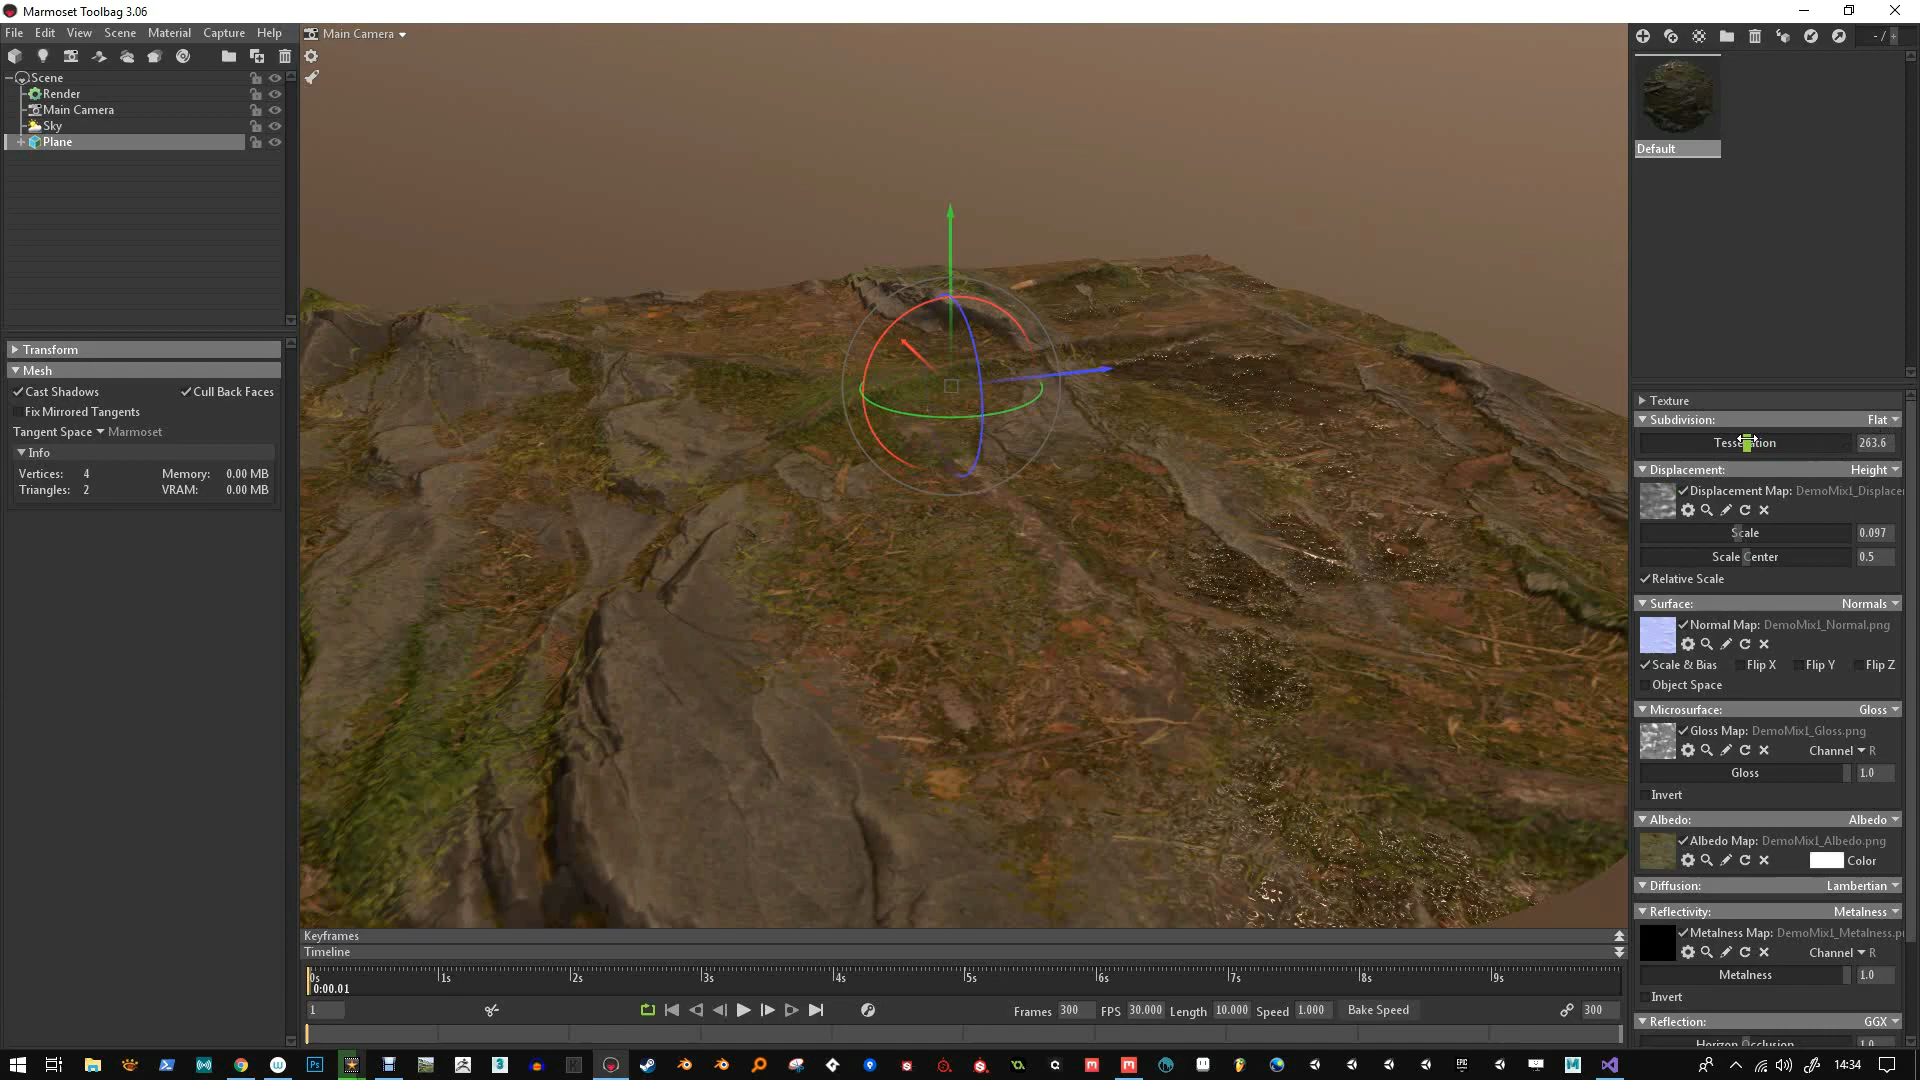 Marmoset Toolbag 3.06
File Edit View Scene Material Capture Help
Scene
Render
Main Camera
Sky
Plane
Transform
Mesh
Cast Shadows Cull Back Faces
Fix Mirrored Tangents
Tangent Space Marmoset
Info
Vertices: 4 Memory: 0.00 MB
Triangles: 2 VRAM: 0.00 MB
Main Camera
Keyframes
Timeline
0s 1s 2s 3s 4s 5s 6s 7s 8s 9s
0:00.01
1 Frames 300 FPS 30.000 Length 10.000 Speed 1.000 Bake Speed 300
- / +
Default
Texture
Subdivision: Flat
263.6
Displacement: Height
Displacement Map: DemoMix1_Displacer
Scale 0.097
Scale Center 0.5
Relative Scale
Surface: Normals
Normal Map: DemoMix1_Normal.png
Scale & Bias Flip X Flip Y Flip Z
Object Space
Microsurface: Gloss
Gloss Map: DemoMix1_Gloss.png
Channel R
Gloss 1.0
Invert
Albedo: Albedo
Albedo Map: DemoMix1_Albedo.png
Color
Diffusion: Lambertian
Reflectivity: Metalness
Metalness Map: DemoMix1_Metalness.p
Channel R
Metalness 1.0
Invert
Reflection: GGX
Horizon Occlusion 1.0
14:34